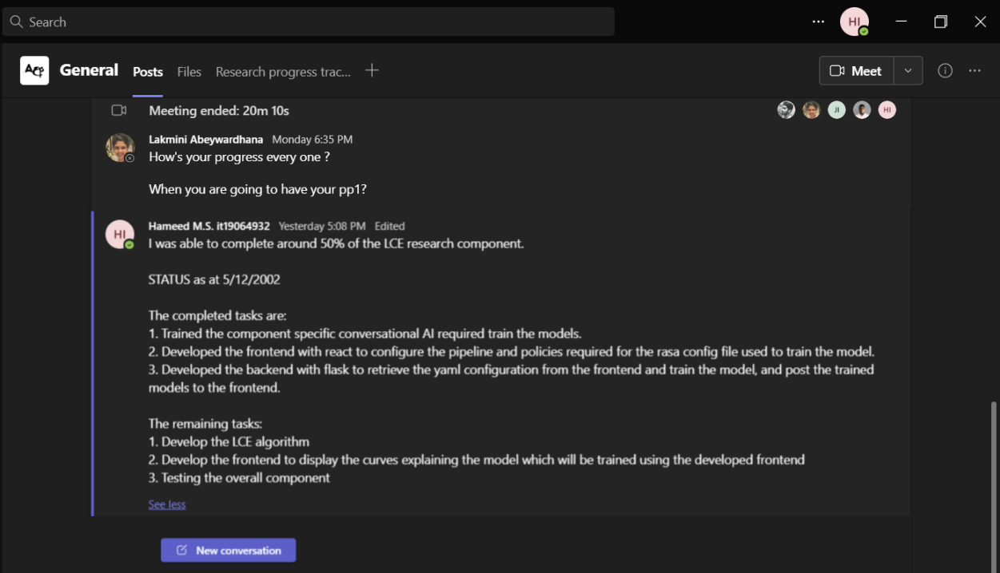 Search
HI
General Posts Files Research progress trac...
Meet
Meeting ended: 20m 10s
JI HI
Lakmini Abeywardhana Monday 6:35 PM
How's your progress every one ?
When you are going to have your pp1?
HI
Hameed M.S. it19064932 Yesterday 5:08 PM Edited
I was able to complete around 50% of the LCE research component.
STATUS as at 5/12/2002
The completed tasks are:
1. Trained the component specific conversational AI required train the models.
2. Developed the frontend with react to configure the pipeline and policies required for the rasa config file used to train the model.
3. Developed the backend with flask to retrieve the yaml configuration from the frontend and train the model, and post the trained
models to the frontend.
The remaining tasks:
1. Develop the LCE algorithm
2. Develop the frontend to display the curves explaining the model which will be trained using the developed frontend
3. Testing the overall component
See less
New conversation